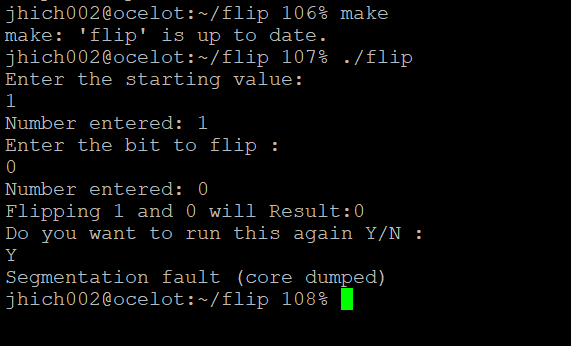 jhich002@ocelot:~/flip 106% make
make: 'flip' is up to date.
jhich002@ocelot:~/flip 107% ./flip
Enter the starting value:
1
Number entered: 1
Enter the bit to flip :
0
Number entered: 0
Flipping 1 and 0 will Result:0
Do you want to run this again Y/N :
Y
Segmentation fault (core dumped)
jhich002@ocelot:~/flip 108%